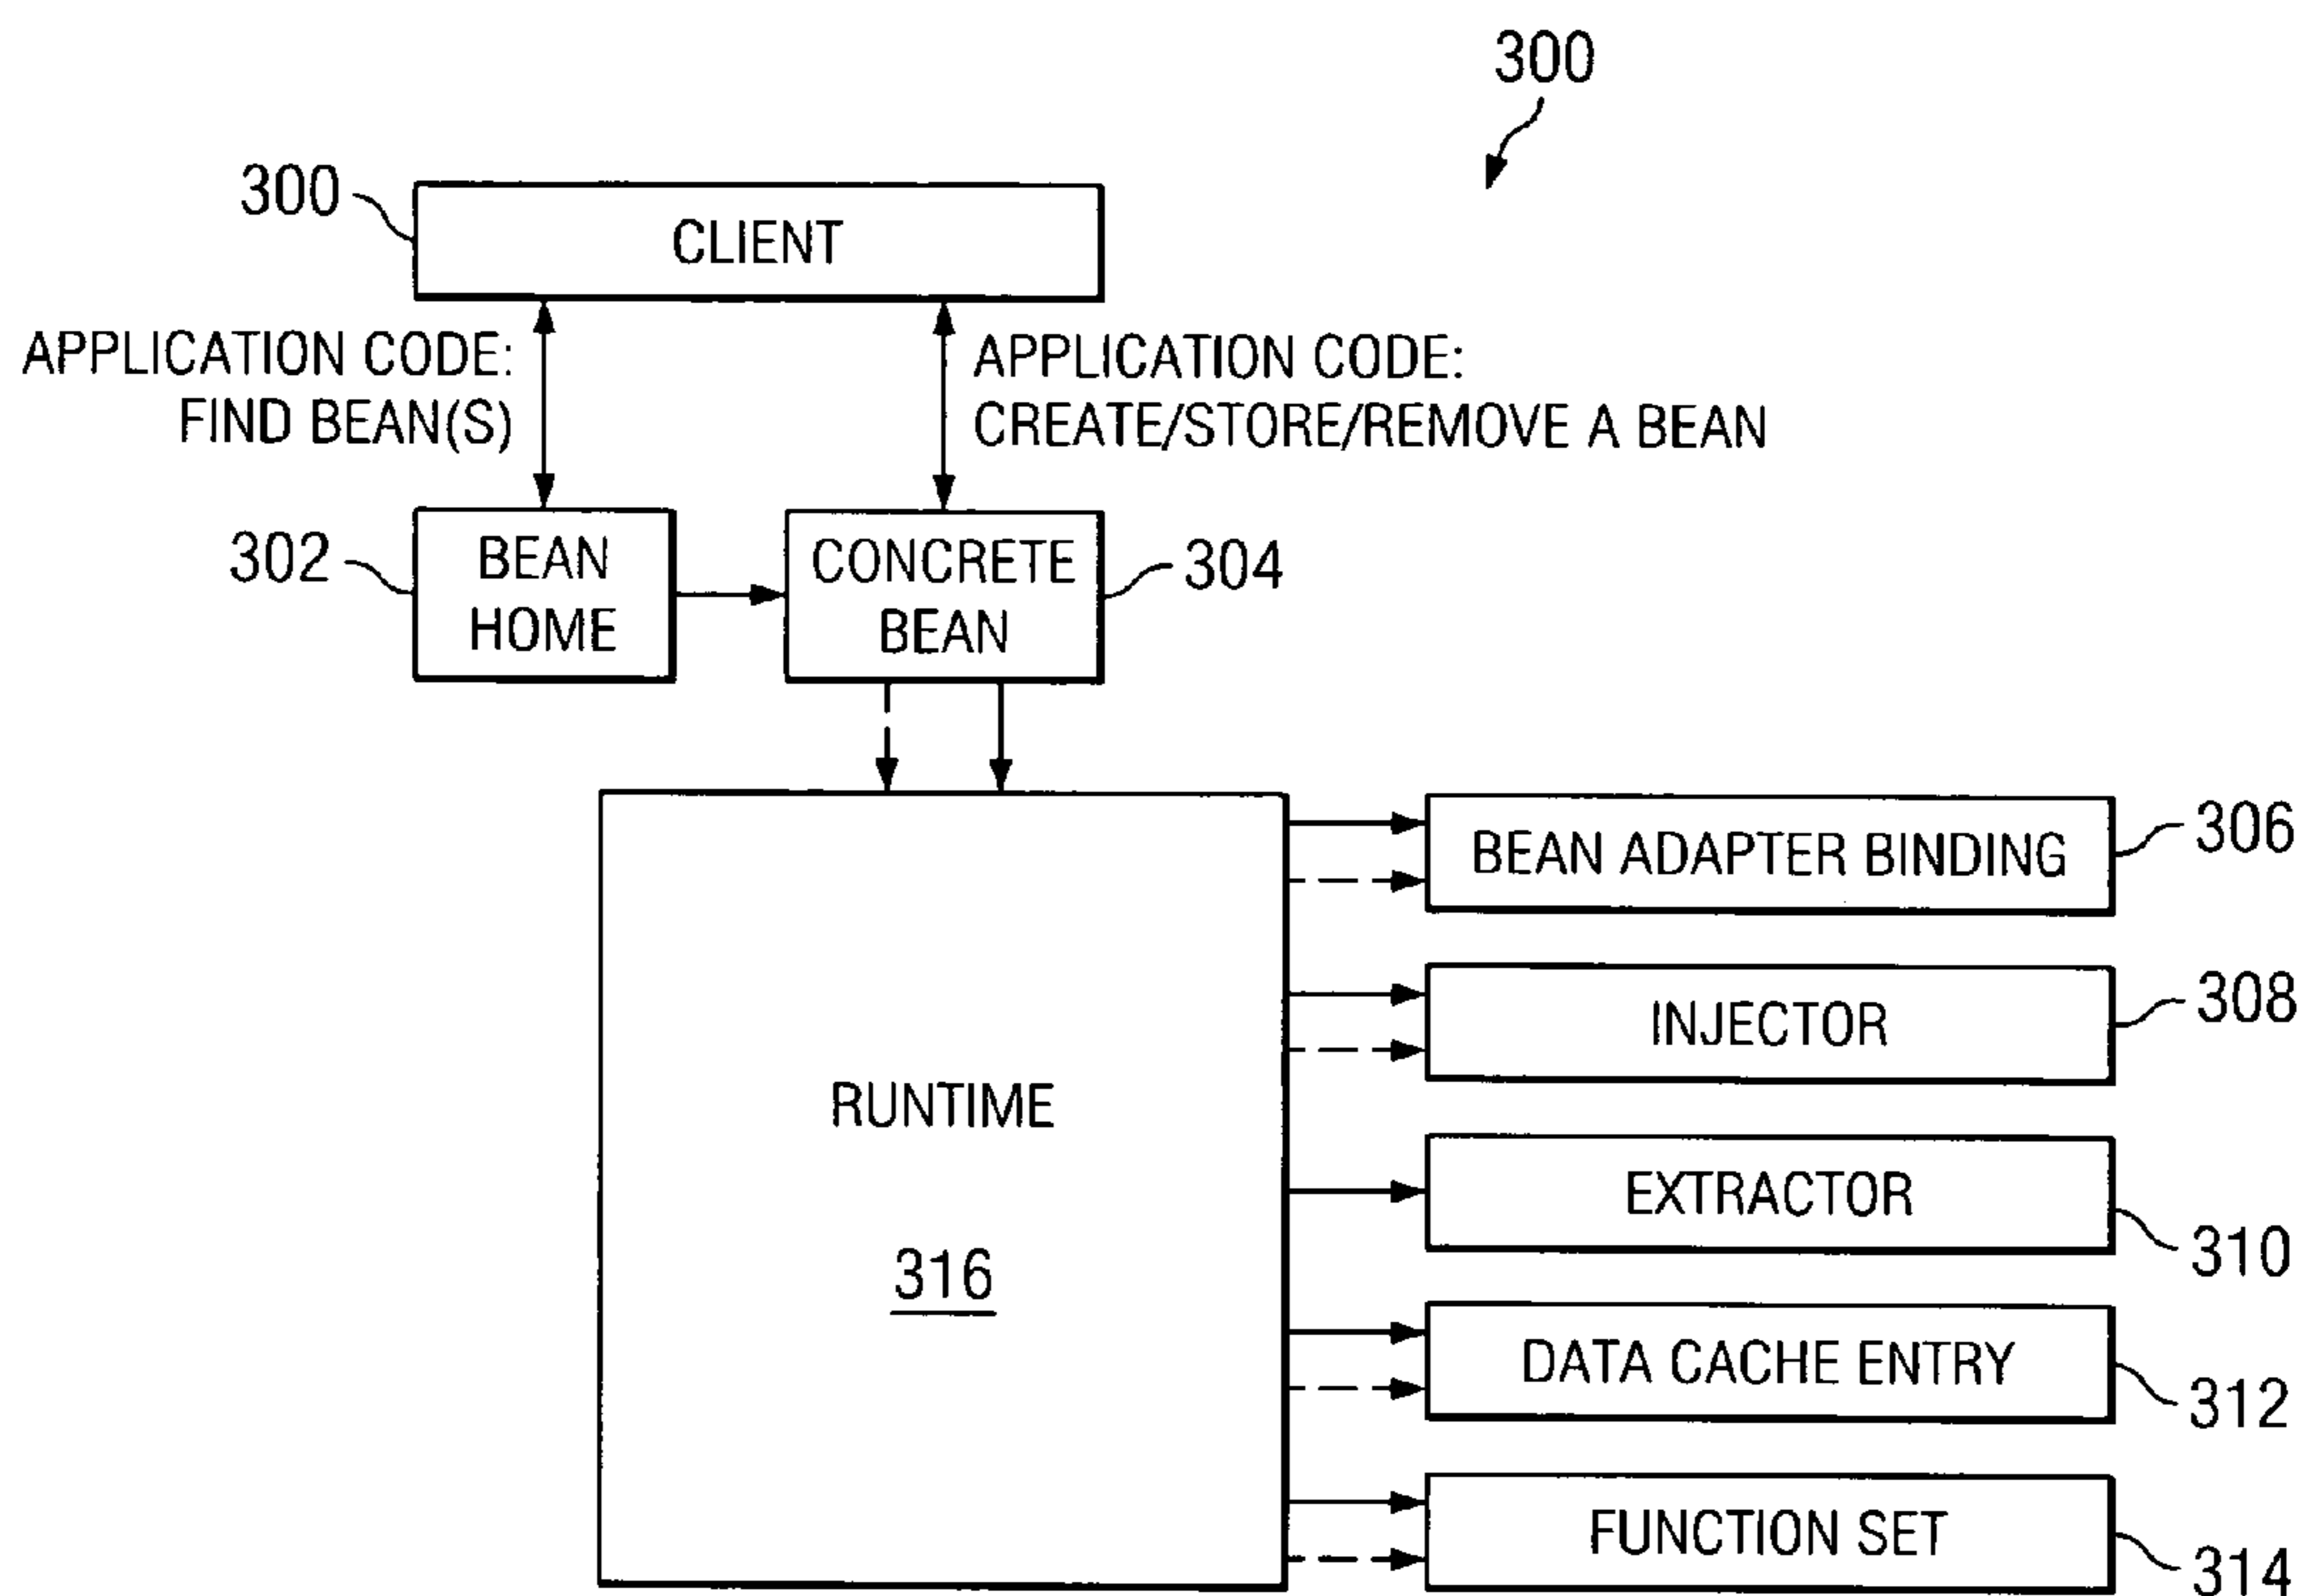 300
300
CLIENT
APPLICATION CODE:
FIND BEAN(S)
APPLICATION CODE:
CREATE/STORE/REMOVE A BEAN
302
BEAN
HOME
CONCRETE
BEAN
304
RUNTIME
316
BEAN ADAPTER BINDING
306
INJECTOR
308
EXTRACTOR
310
DATA CACHE ENTRY
312
FUNCTION SET
314